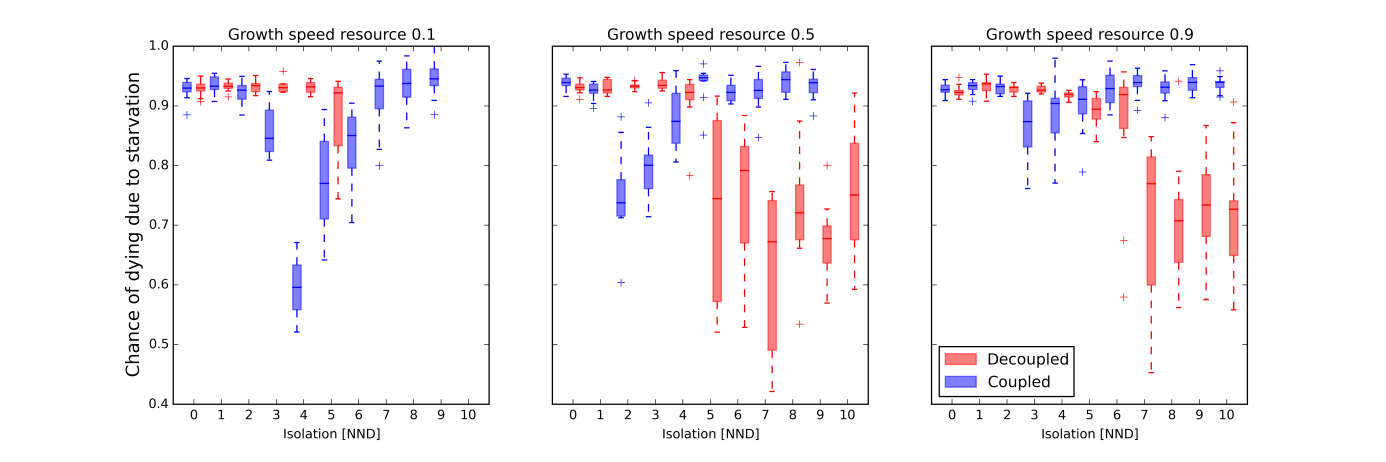 Growth speed resource 0.1
Growth speed resource 0.5
Growth speed resource 0.9
Chance of dying due to starvation
1.0
0.9
0.8
0.7
0.6
0.5
0.4
0 1 2 3 4 5 6 7 8 9 10
0 1 2 3 4 5 6 7 8 9 10
0 1 2 3 4 5 6 7 8 9 10
Isolation [NND]
Isolation [NND]
Isolation [NND]
Decoupled
Coupled